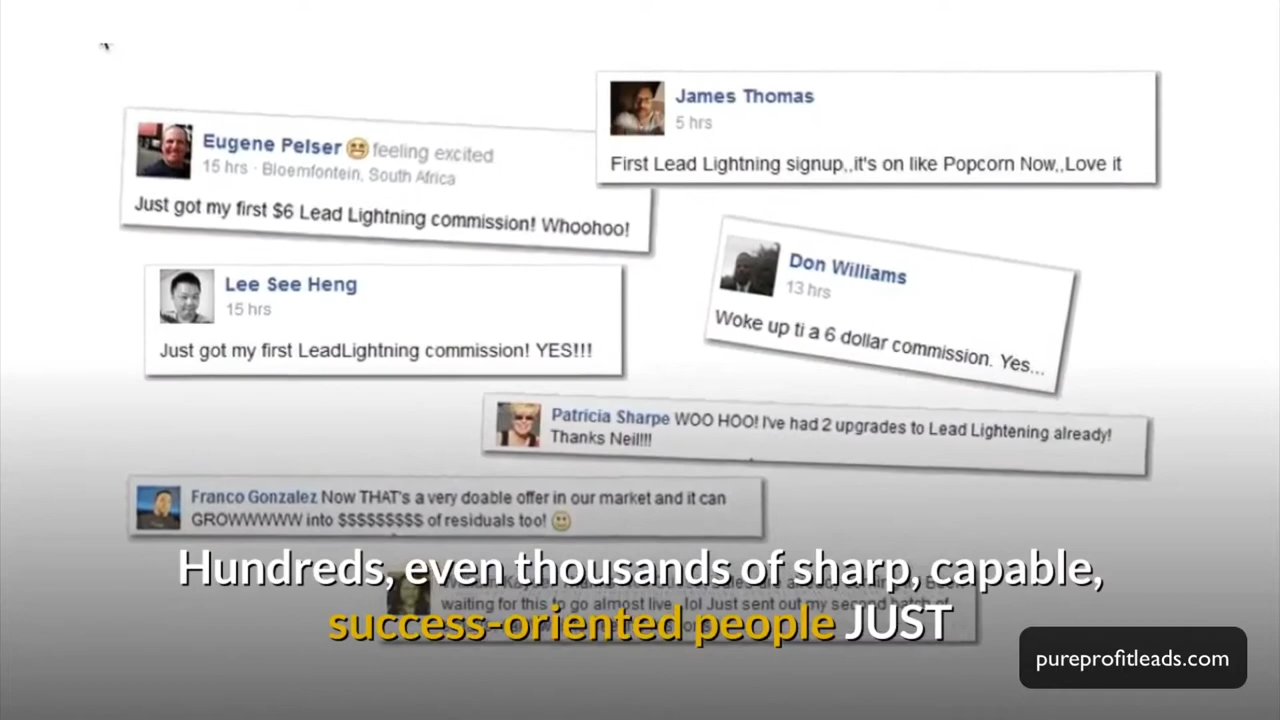 James Thomas
5 hrs
First Lead Lightning signup,,it's on like Popcorn Now,,Love it
Eugene Pelser feeling excited
15 hrs · Bloemfontein, South Africa
Just got my first $6 Lead Lightning commission! Whoohoo!
Don Williams
13 hrs
Woke up ti a 6 dollar commission. Yes...
Lee See Heng
15 hrs
Just got my first LeadLightning commission! YES!!!
Patricia Sharpe WOO HOO! I've had 2 upgrades to Lead Lightening already!
Thanks Neil!!!
Franco Gonzalez Now THAT's a very doable offer in our market and it can
GROWWWWW into $$$$$$$$$ of residuals too!
waiting for this to go almost live..lol Just sent out my second batch of
Hundreds, even thousands of sharp, capable,
success-oriented people JUST
pureprofitleads.com